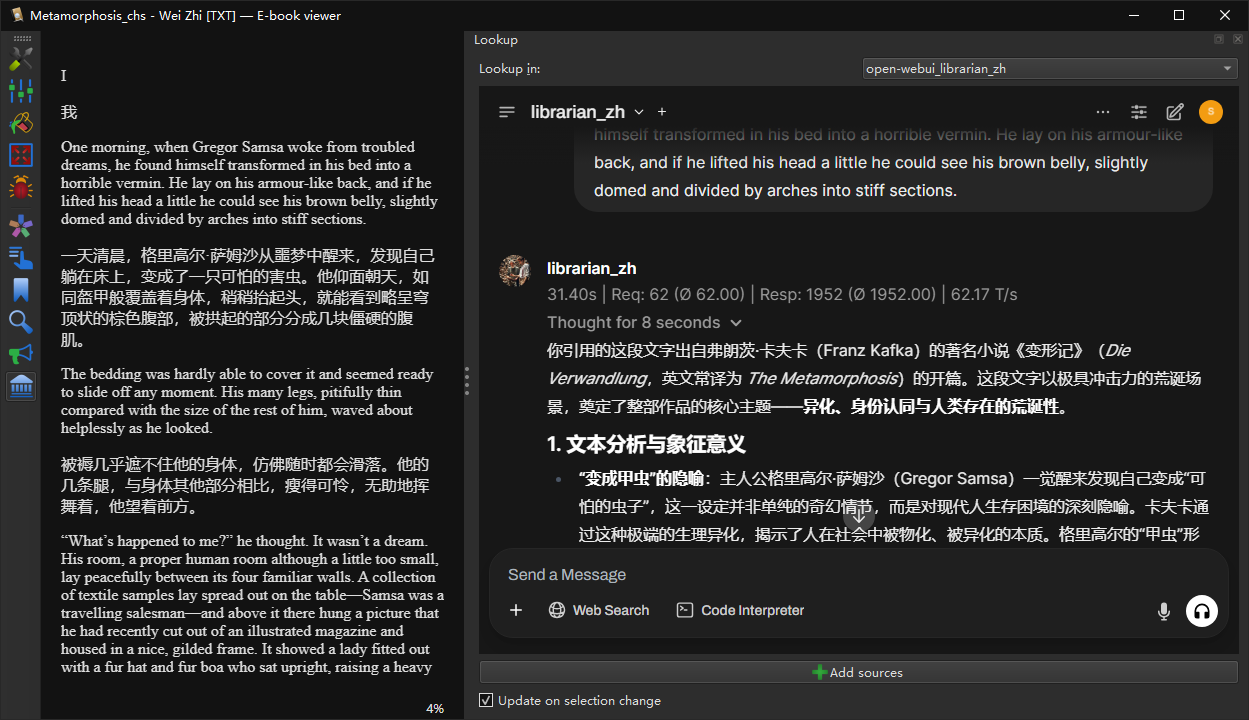 Metamorphosis_chs - Wei Zhi [TXT] — E-book viewer
I
我
One morning, when Gregor Samsa woke from troubled
dreams, he found himself transformed in his bed into a
horrible vermin. He lay on his armour-like back, and if he
lifted his head a little he could see his brown belly, slightly
domed and divided by arches into stiff sections.
一天清晨，格里高尔·萨姆沙从噩梦中醒来，发现自己
躺在床上，变成了一只可怕的害虫。他仰面朝天，如
同盔甲般覆盖着身体，稍稍抬起头，就能看到略呈穹
顶状的棕色腹部，被拱起的部分分成几块僵硬的腹
肌。
The bedding was hardly able to cover it and seemed ready
to slide off any moment. His many legs, pitifully thin
compared with the size of the rest of him, waved about
helplessly as he looked.
被褥几乎遮不住他的身体，仿佛随时都会滑落。他的
几条腿，与身体其他部分相比，瘦得可怜，无助地挥
舞着，他望着前方。
“What’s happened to me?” he thought. It wasn’t a dream.
His room, a proper human room although a little too small,
lay peacefully between its four familiar walls. A collection
of textile samples lay spread out on the table—Samsa was a
travelling salesman—and above it there hung a picture that
he had recently cut out of an illustrated magazine and
housed in a nice, gilded frame. It showed a lady fitted out
with a fur hat and fur boa who sat upright, raising a heavy
4%
Lookup
Lookup in:
open-webui_librarian_zh
librarian_zh
S
himself transformed in his bed into a horrible vermin. He lay on his armour-like
back, and if he lifted his head a little he could see his brown belly, slightly
domed and divided by arches into stiff sections.
librarian_zh
31.40s | Req: 62 (Ø 62.00) | Resp: 1952 (Ø 1952.00) | 62.17 T/s
Thought for 8 seconds
你引用的这段文字出自弗朗茨·卡夫卡（Franz Kafka）的著名小说《变形记》（Die
Verwandlung，英文常译为 The Metamorphosis）的开篇。这段文字以极具冲击力的荒诞场
景，奠定了整部作品的核心主题——异化、身份认同与人类存在的荒诞性。
1. 文本分析与象征意义
“变成甲虫”的隐喻：主人公格里高尔·萨姆沙（Gregor Samsa）一觉醒来发现自己变成“可
怕的虫子”，这一设定并非单纯的奇幻情节，而是对现代人生存困境的深刻隐喻。卡夫卡通
过这种极端的生理异化，揭示了人在社会中被物化、被异化的本质。格里高尔的“甲虫”形
Send a Message
Web Search
Code Interpreter
Add sources
Update on selection change